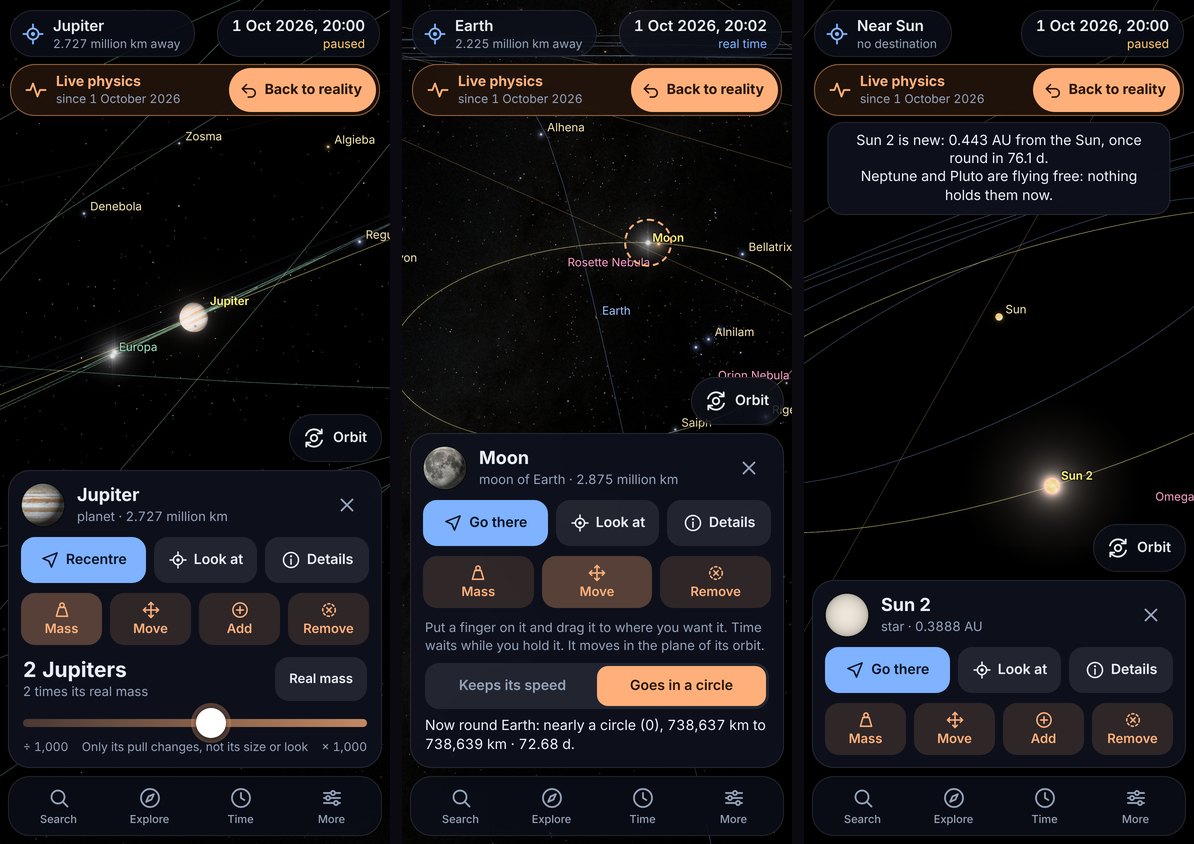 Jupiter
2.727 million km away
1 Oct 2026, 20:00
paused
Live physics
since 1 October 2026
Back to reality
Zosma
Algieba
Denebola
Regu
Jupiter
Europa
Orbit
Jupiter
planet · 2.727 million km
Recentre
Look at
Details
Mass
Move
Add
Remove
2 Jupiters
2 times its real mass
Real mass
÷ 1,000
Only its pull changes, not its size or look
× 1,000
Search
Explore
Time
More
Earth
2.225 million km away
1 Oct 2026, 20:02
real time
Live physics
since 1 October 2026
Back to reality
Alhena
Moon
Bellatrix
yon
Rosette Nebula
Earth
Alnilam
Orion Nebula
Orbit
Rige
Saiph
Moon
moon of Earth · 2.875 million km
Go there
Look at
Details
Mass
Move
Remove
Put a finger on it and drag it to where you want it. Time
waits while you hold it. It moves in the plane of its orbit.
Keeps its speed
Goes in a circle
Now round Earth: nearly a circle (0), 738,637 km to
738,639 km · 72.68 d.
Search
Explore
Time
More
Near Sun
no destination
1 Oct 2026, 20:00
paused
Live physics
since 1 October 2026
Back to reality
Sun 2 is new: 0.443 AU from the Sun, once
round in 76.1 d.
Neptune and Pluto are flying free: nothing
holds them now.
Sun
Sun 2
Omega
Orbit
Sun 2
star · 0.3888 AU
Go there
Look at
Details
Mass
Move
Add
Remove
Search
Explore
Time
More